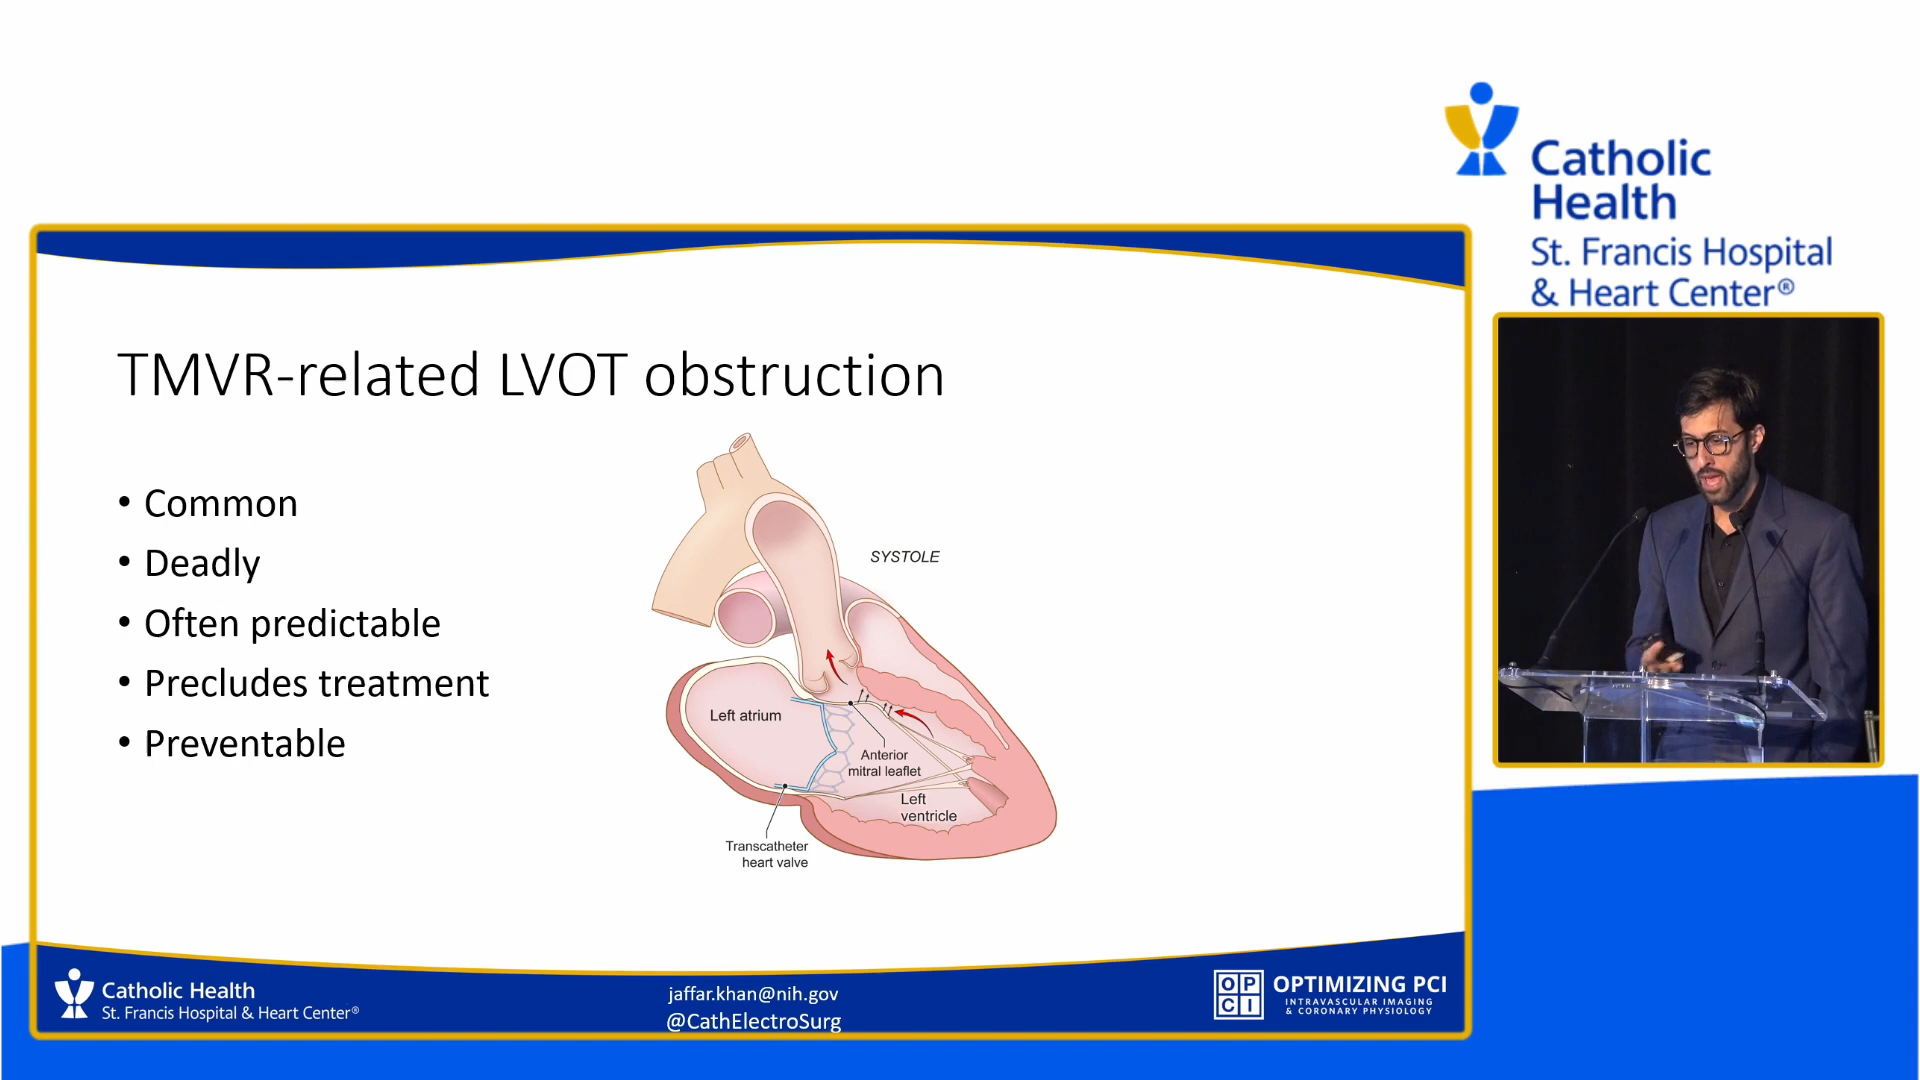 Catholic
Health
St. Francis Hospital
& Heart Center®
TMVR-related LVOT obstruction
• Common
• Deadly
• Often predictable
• Precludes treatment
• Preventable
SYSTOLE
Left atrium
Anterior
mitral leaflet
Left
ventricle
Transcatheter
heart valve
Catholic Health
St. Francis Hospital & Heart Center®
jaffar.khan@nih.gov
@CathElectroSurg
OP
CI
OPTIMIZING PCI
INTRAVASCULAR IMAGING
& CORONARY PHYSIOLOGY